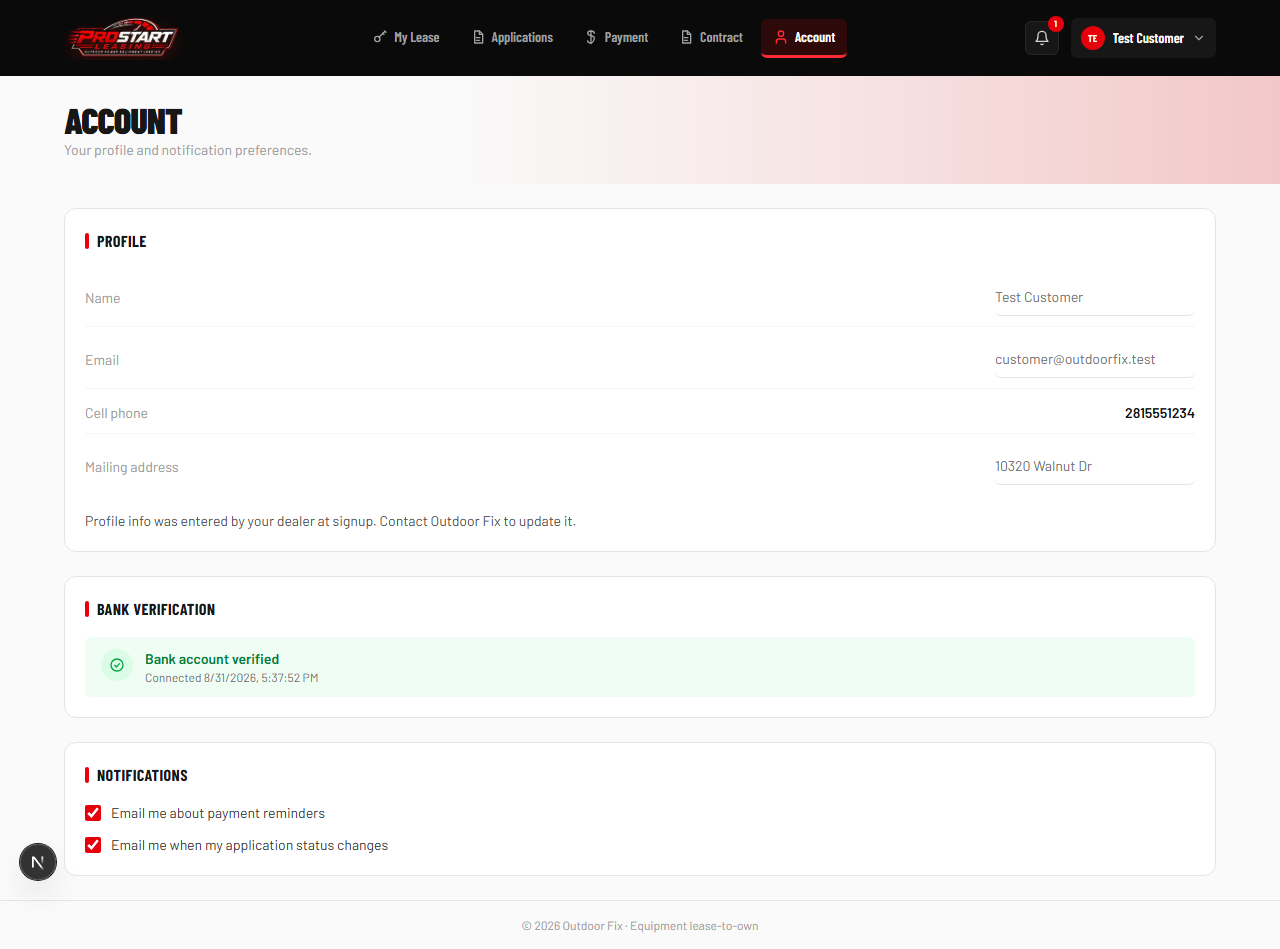 PROSTART
LEASING
My Lease
Applications
Payment
Contract
Account
1
TE
Test Customer
ACCOUNT
Your profile and notification preferences.
PROFILE
Name
Test Customer
Email
customer@outdoorfix.test
Cell phone
2815551234
Mailing address
10320 Walnut Dr
Profile info was entered by your dealer at signup. Contact Outdoor Fix to update it.
BANK VERIFICATION
Bank account verified
Connected 8/31/2026, 5:37:52 PM
NOTIFICATIONS
Email me about payment reminders
Email me when my application status changes
N
© 2026 Outdoor Fix · Equipment lease-to-own